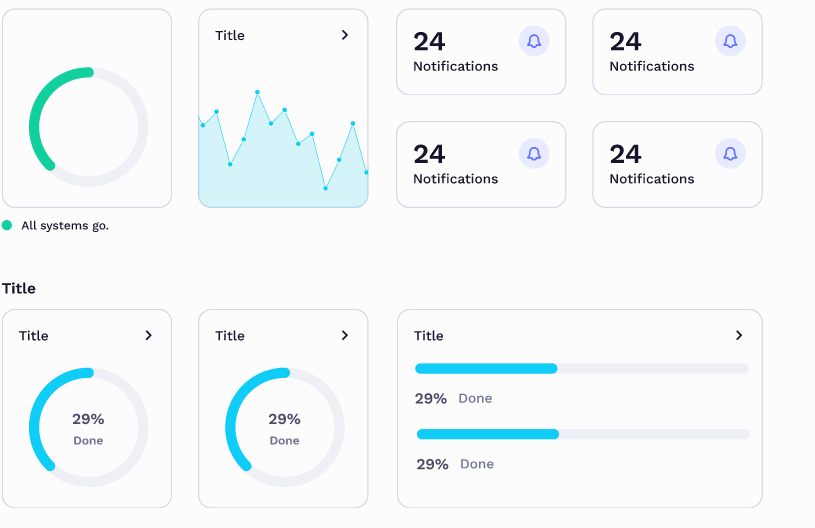 Title
24
Notifications
24
Notifications
24
Notifications
24
Notifications
All systems go.
Title
Title
29%
Done
Title
29%
Done
Title
29% Done
29% Done